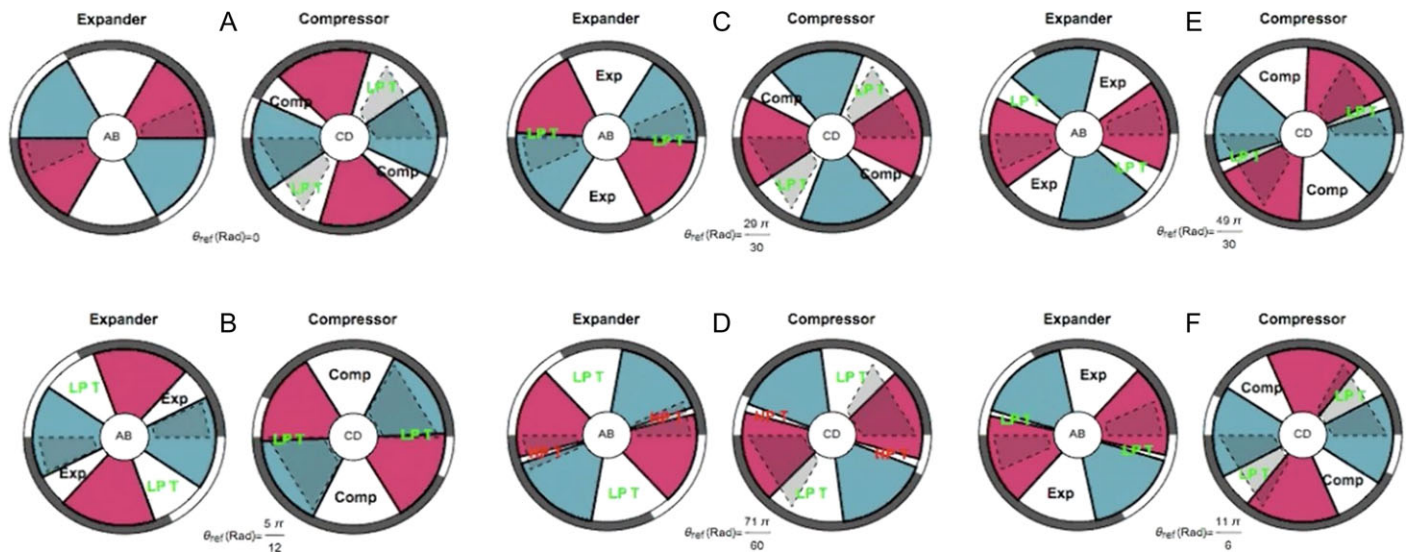 Expander A Compressor
AB
Comp
LP T
CD
Comp
LP T
θref(Rad)=0
Expander C Compressor
Exp
LP T
AB
LP T
Exp
LP T
Comp
CD
Comp
LP T
θref(Rad)= 29 π
30
Expander E Compressor
Exp
LP T
AB
LP T
Exp
Comp
LP T
CD
LP T
Comp
θref(Rad)= 49 π
30
Expander B Compressor
LP T
Exp
AB
Exp
LP T
Comp
LP T
CD
LP T
Comp
θref(Rad)= 5 π
12
Expander D Compressor
LP T
AB
HP T
HP T
LP T
LP T
HP T
CD
HP T
LP T
θref(Rad)= 71 π
60
Expander F Compressor
Exp
LP T
AB
LP T
Exp
Comp
LP T
CD
LP T
Comp
θref(Rad)= 11 π
6